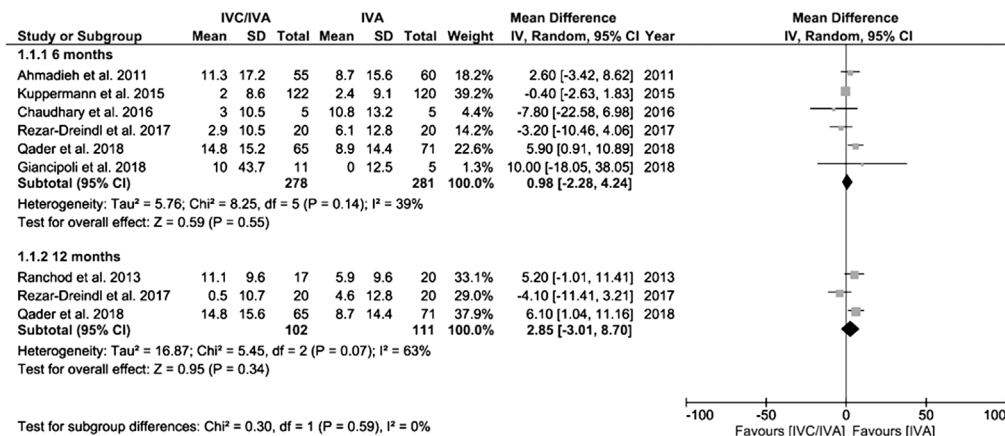 IVC/IVA IVA Mean Difference Mean Difference
Study or Subgroup Mean SD Total Mean SD Total Weight IV, Random, 95% CI Year IV, Random, 95% CI
1.1.1 6 months
Ahmadieh et al. 2011 11.3 17.2 55 8.7 15.6 60 18.2% 2.60 [-3.42, 8.62] 2011
Kuppermann et al. 2015 2 8.6 122 2.4 9.1 120 39.2% -0.40 [-2.63, 1.83] 2015
Chaudhary et al. 2016 3 10.5 5 10.8 13.2 5 4.4% -7.80 [-22.58, 6.98] 2016
Rezar-Dreindl et al. 2017 2.9 10.5 20 6.1 12.8 20 14.2% -3.20 [-10.46, 4.06] 2017
Qader et al. 2018 14.8 15.2 65 8.9 14.4 71 22.6% 5.90 [0.91, 10.89] 2018
Giancipoli et al. 2018 10 43.7 11 0 12.5 5 1.3% 10.00 [-18.05, 38.05] 2018
Subtotal (95% CI) 278 281 100.0% 0.98 [-2.28, 4.24]
Heterogeneity: Tau² = 5.76; Chi² = 8.25, df = 5 (P = 0.14); I² = 39%
Test for overall effect: Z = 0.59 (P = 0.55)
1.1.2 12 months
Ranchod et al. 2013 11.1 9.6 17 5.9 9.6 20 33.1% 5.20 [-1.01, 11.41] 2013
Rezar-Dreindl et al. 2017 0.5 10.7 20 4.6 12.8 20 29.0% -4.10 [-11.41, 3.21] 2017
Qader et al. 2018 14.8 15.6 65 8.7 14.4 71 37.9% 6.10 [1.04, 11.16] 2018
Subtotal (95% CI) 102 111 100.0% 2.85 [-3.01, 8.70]
Heterogeneity: Tau² = 16.87; Chi² = 5.45, df = 2 (P = 0.07); I² = 63%
Test for overall effect: Z = 0.95 (P = 0.34)
-100 -50 0 50 100
Test for subgroup differences: Chi² = 0.30, df = 1 (P = 0.59), I² = 0% Favours [IVC/IVA] Favours [IVA]